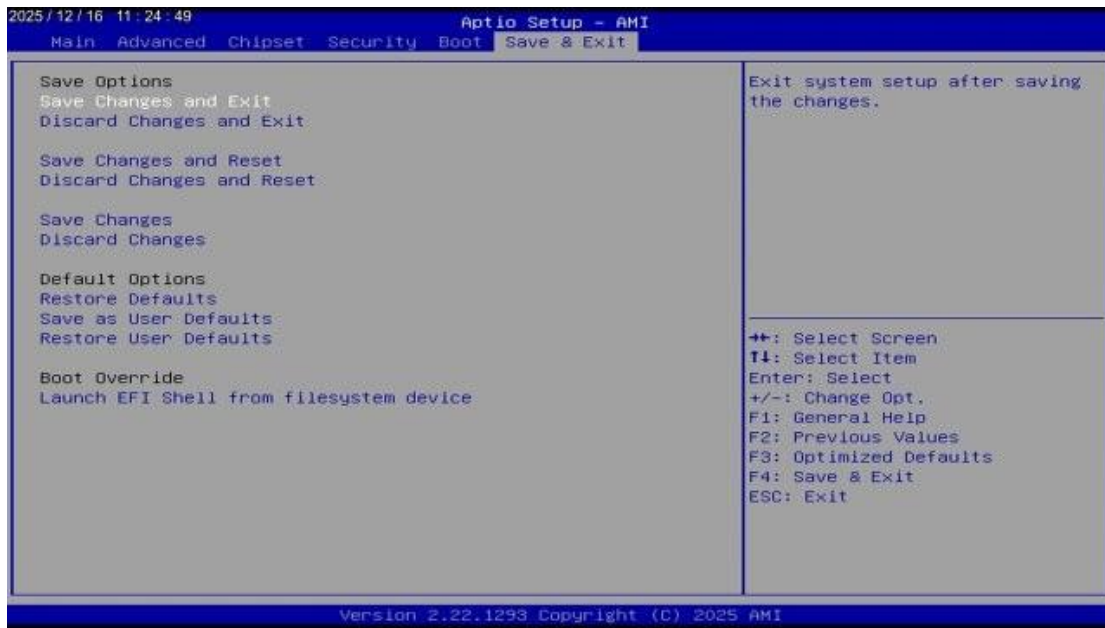 2025/12/16 11:24:49
Aptio Setup - AMI
Main Advanced Chipset Security Boot Save & Exit
Save Options
Save Changes and Exit
Discard Changes and Exit
Save Changes and Reset
Discard Changes and Reset
Save Changes
Discard Changes
Default Options
Restore Defaults
Save as User Defaults
Restore User Defaults
Boot Override
Launch EFI Shell from filesystem device
Exit system setup after saving
the changes.
→←: Select Screen
↑↓: Select Item
Enter: Select
+/-: Change Opt.
F1: General Help
F2: Previous Values
F3: Optimized Defaults
F4: Save & Exit
ESC: Exit
Version 2.22.1293 Copyright (C) 2025 AMI